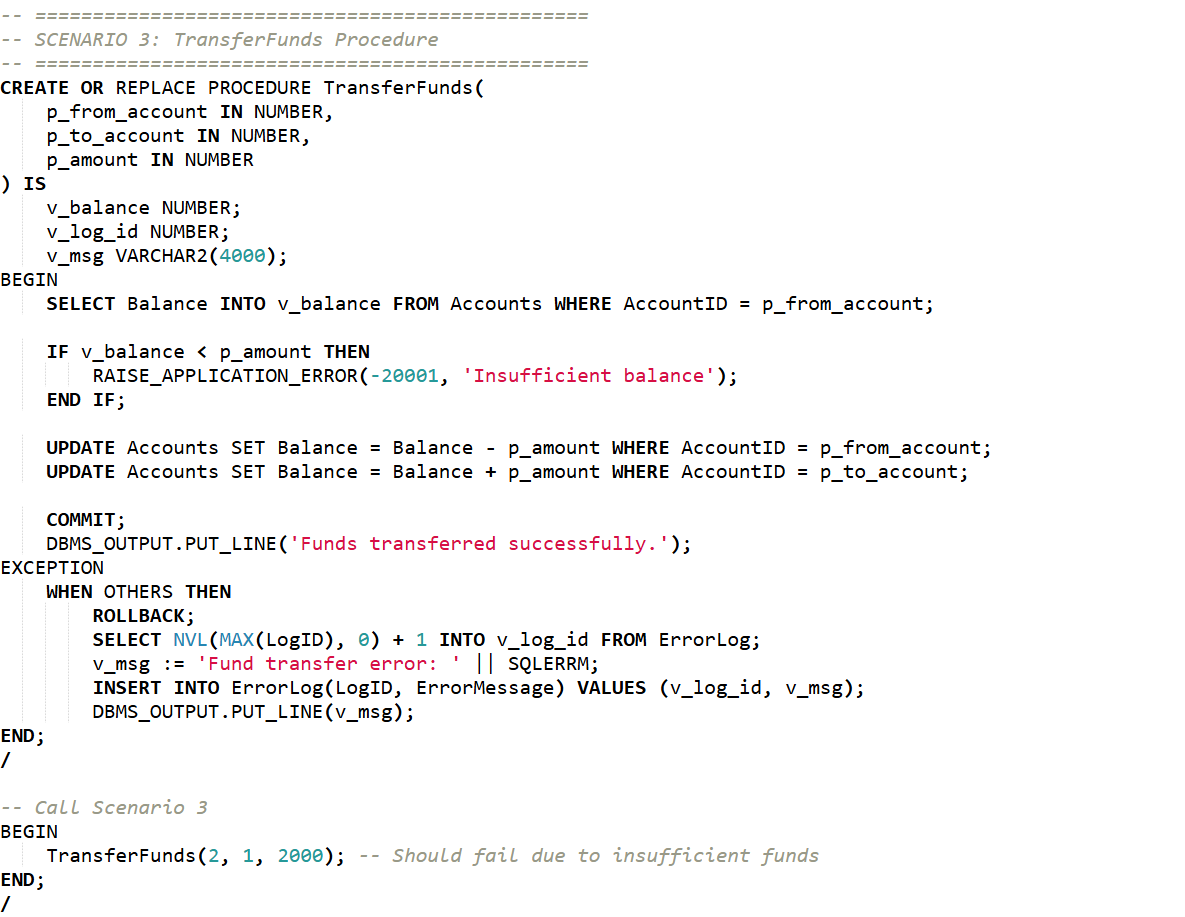 -- ================================================
-- SCENARIO 3: TransferFunds Procedure
-- ================================================
CREATE OR REPLACE PROCEDURE TransferFunds(
    p_from_account IN NUMBER,
    p_to_account IN NUMBER,
    p_amount IN NUMBER
) IS
    v_balance NUMBER;
    v_log_id NUMBER;
    v_msg VARCHAR2(4000);
BEGIN
    SELECT Balance INTO v_balance FROM Accounts WHERE AccountID = p_from_account;

    IF v_balance < p_amount THEN
        RAISE_APPLICATION_ERROR(-20001, 'Insufficient balance');
    END IF;

    UPDATE Accounts SET Balance = Balance - p_amount WHERE AccountID = p_from_account;
    UPDATE Accounts SET Balance = Balance + p_amount WHERE AccountID = p_to_account;

    COMMIT;
    DBMS_OUTPUT.PUT_LINE('Funds transferred successfully.');
EXCEPTION
    WHEN OTHERS THEN
        ROLLBACK;
        SELECT NVL(MAX(LogID), 0) + 1 INTO v_log_id FROM ErrorLog;
        v_msg := 'Fund transfer error: ' || SQLERRM;
        INSERT INTO ErrorLog(LogID, ErrorMessage) VALUES (v_log_id, v_msg);
        DBMS_OUTPUT.PUT_LINE(v_msg);
END;
/

-- Call Scenario 3
BEGIN
    TransferFunds(2, 1, 2000); -- Should fail due to insufficient funds
END;
/